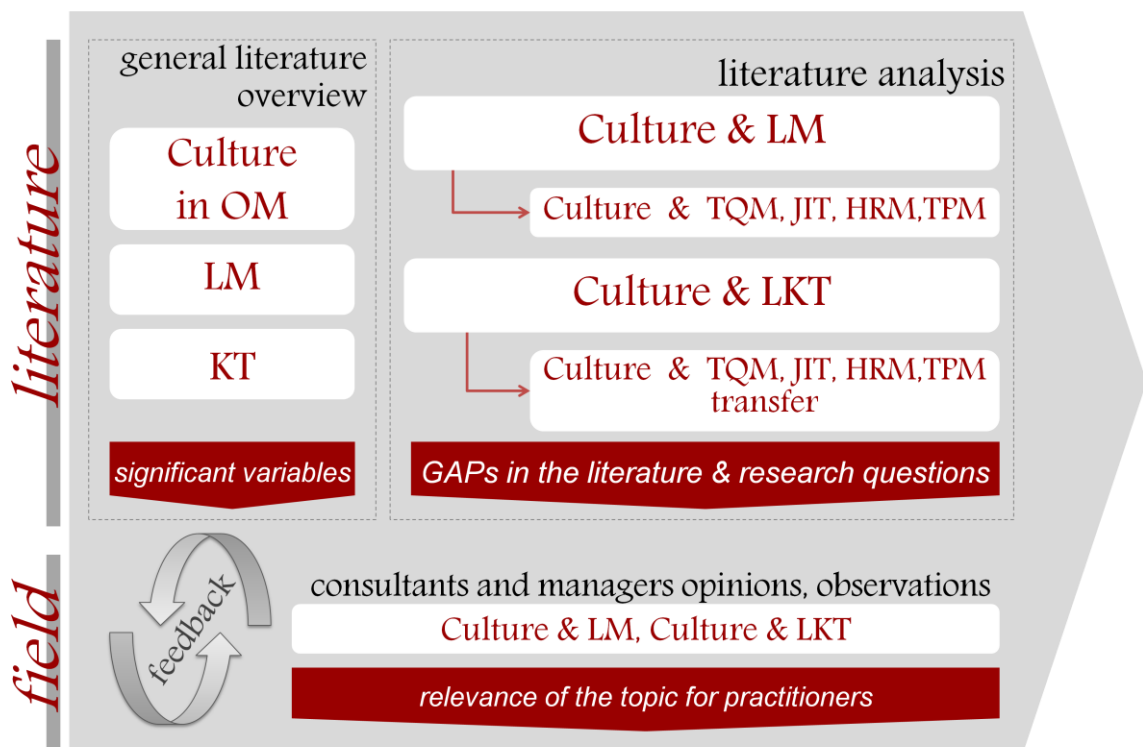 literature
general literature
overview
Culture
in OM
LM
KT
significant variables
literature analysis
Culture & LM
Culture & TQM, JIT, HRM,TPM
Culture & LKT
Culture & TQM, JIT, HRM,TPM
transfer
GAPs in the literature & research questions
field
feedback
consultants and managers opinions, observations
Culture & LM, Culture & LKT
relevance of the topic for practitioners